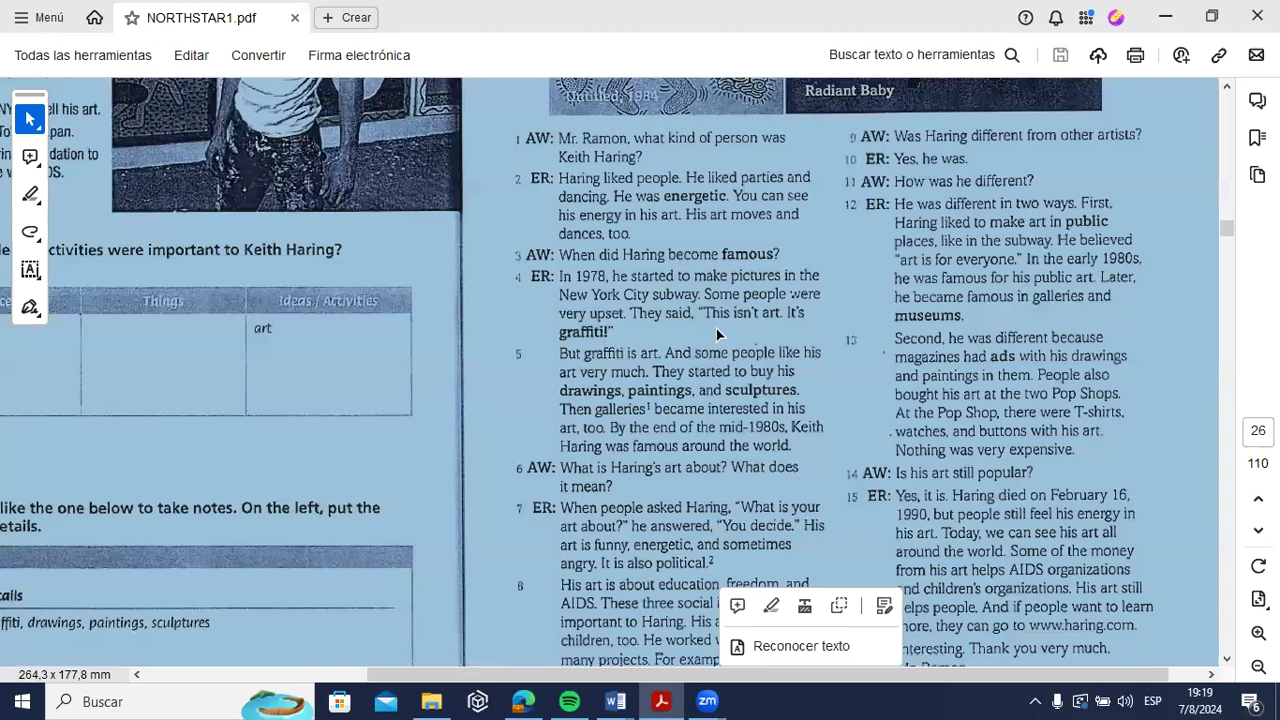 Menú
NORTHSTAR1.pdf
Crear
Todas las herramientas
Editar
Convertir
Firma electrónica
Buscar texto o herramientas
ell his art.
pan.
dation to
S.
activities were important to Keith Haring?
Things
Ideas / Activities
art
like the one below to take notes. On the left, put the
etails.
ails
ffiti, drawings, paintings, sculptures
Untitled, 1984
Radiant Baby
1 AW: Mr. Ramon, what kind of person was
Keith Haring?
2 ER: Haring liked people. He liked parties and
dancing. He was energetic. You can see
his energy in his art. His art moves and
dances, too.
3 AW: When did Haring become famous?
4 ER: In 1978, he started to make pictures in the
New York City subway. Some people were
very upset. They said, “This isn’t art. It’s
graffiti!”
5 But graffiti is art. And some people like his
art very much. They started to buy his
drawings, paintings, and sculptures.
Then galleries¹ became interested in his
art, too. By the end of the mid-1980s, Keith
Haring was famous around the world.
6 AW: What is Haring’s art about? What does
it mean?
7 ER: When people asked Haring, “What is your
art about?” he answered, “You decide.” His
art is funny, energetic, and sometimes
angry. It is also political.²
8 His art is about education, freedom, and
AIDS. These three social
important to Haring. His
children, too. He worked
many projects. For examp
9 AW: Was Haring different from other artists?
10 ER: Yes, he was.
11 AW: How was he different?
12 ER: He was different in two ways. First,
Haring liked to make art in public
places, like in the subway. He believed
“art is for everyone.” In the early 1980s,
he was famous for his public art. Later,
he became famous in galleries and
museums.
13 Second, he was different because
magazines had ads with his drawings
and paintings in them. People also
bought his art at the two Pop Shops.
At the Pop Shop, there were T-shirts,
watches, and buttons with his art.
Nothing was very expensive.
14 AW: Is his art still popular?
15 ER: Yes, it is. Haring died on February 16,
1990, but people still feel his energy in
his art. Today, we can see his art all
around the world. Some of the money
from his art helps AIDS organizations
and children’s organizations. His art still
elps people. And if people want to learn
more, they can go to www.haring.com.
nteresting. Thank you very much,
Reconocer texto
26
110
264,3 x 177,8 mm
Buscar
ESP
19:19
7/8/2024
6